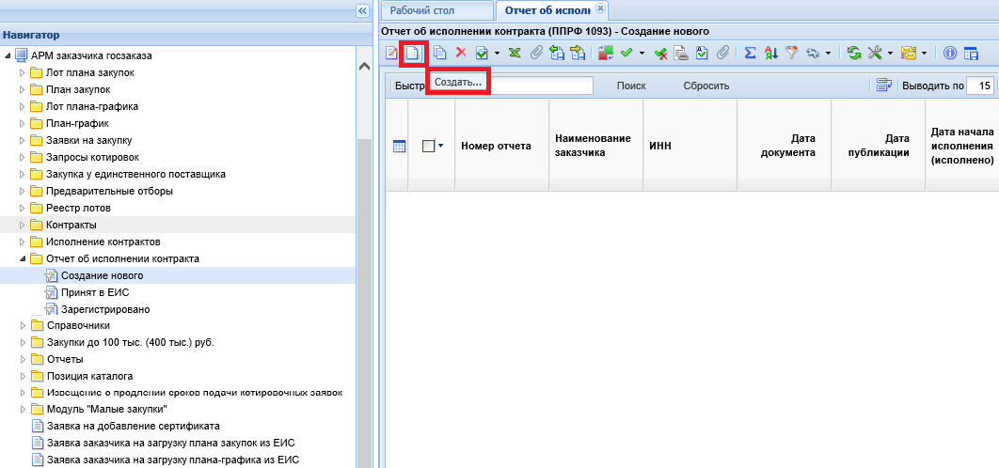 Навигатор
АРМ заказчика госзаказа
Лот плана закупок
План закупок
Лот плана-графика
План-график
Заявки на закупку
Запросы котировок
Закупка у единственного поставщика
Предварительные отборы
Реестр лотов
Контракты
Исполнение контрактов
Отчет об исполнении контракта
Создание нового
Принят в ЕИС
Зарегистрировано
Справочники
Закупки до 100 тыс. (400 тыс.) руб.
Отчеты
Позиция каталога
Извещение о продлении сроков подачи котировочных заявок
Модуль "Малые закупки"
Заявка на добавление сертификата
Заявка заказчика на загрузку плана закупок из ЕИС
Заявка заказчика на загрузку плана-графика из ЕИС
Рабочий стол
Отчет об исполн
Отчет об исполнении контракта (ППРФ 1093) - Создание нового
Быстр
Создать...
Поиск
Сбросить
Выводить по 15
Номер отчета
Наименование
заказчика
ИНН
Дата
документа
Дата
публикации
Дата начала
исполнения
(исполнено)